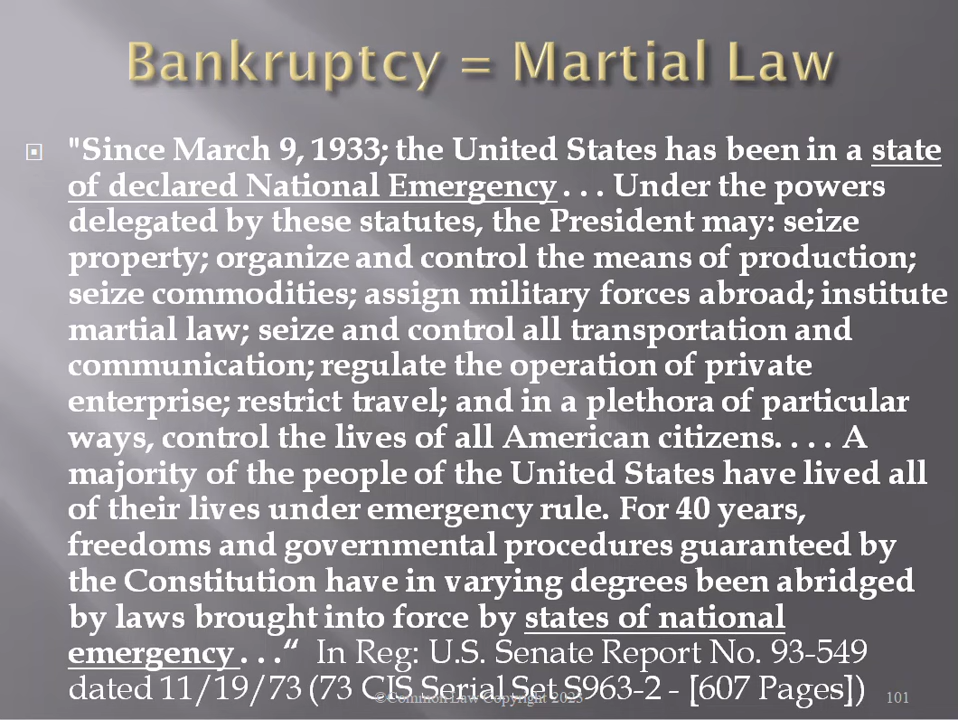 Bankruptcy = Martial Law
"Since March 9, 1933; the United States has been in a state
of declared National Emergency . . . Under the powers
delegated by these statutes, the President may: seize
property; organize and control the means of production;
seize commodities; assign military forces abroad; institute
martial law; seize and control all transportation and
communication; regulate the operation of private
enterprise; restrict travel; and in a plethora of particular
ways, control the lives of all American citizens. . . . A
majority of the people of the United States have lived all
of their lives under emergency rule. For 40 years,
freedoms and governmental procedures guaranteed by
the Constitution have in varying degrees been abridged
by laws brought into force by states of national
emergency . . .“ In Reg: U.S. Senate Report No. 93-549
dated 11/19/73 (73 CIS Serial Set S963-2 - [607 Pages])
©Common Law Copyright 2023
101